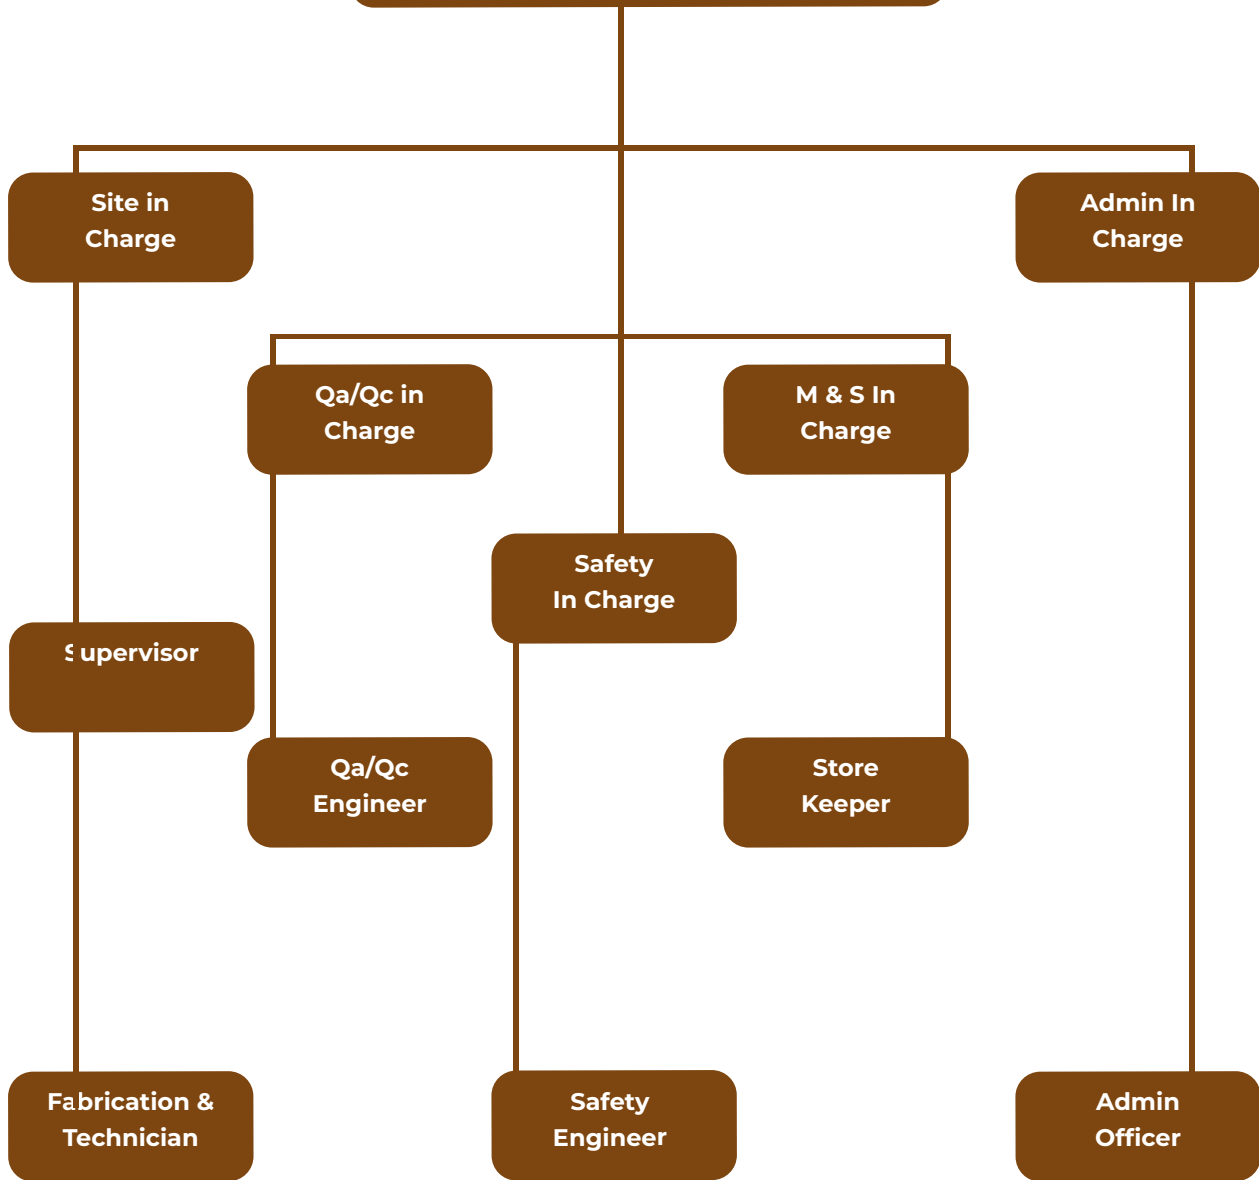 Site in
Charge
Admin In
Charge
Qa/Qc in
Charge
M & S In
Charge
Safety
In Charge
Supervisor
Qa/Qc
Engineer
Store
Keeper
Fabrication &
Technician
Safety
Engineer
Admin
Officer